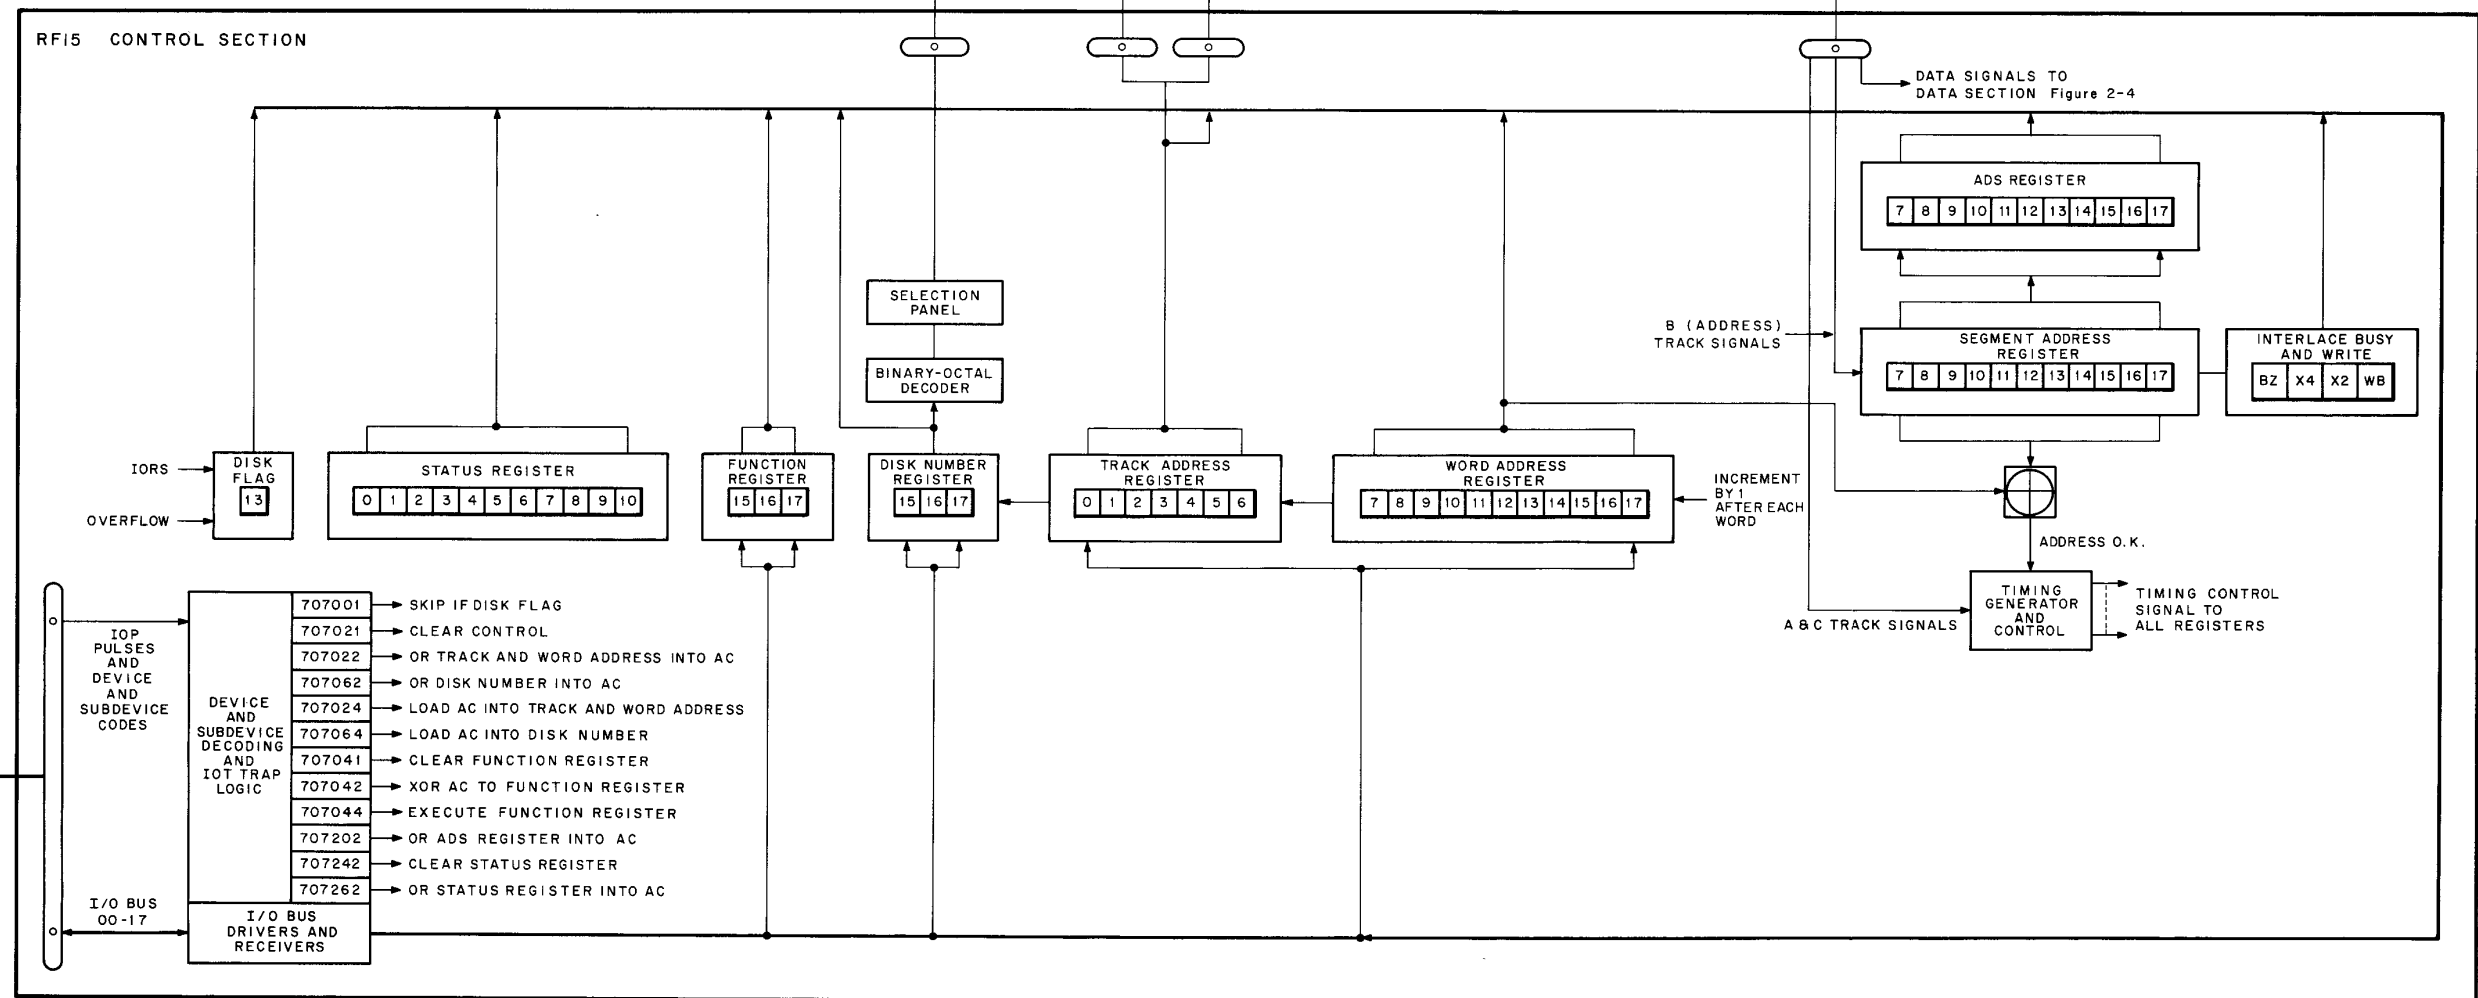 RF15 CONTROL SECTION
DATA SIGNALS TO
DATA SECTION Figure 2-4
ADS REGISTER
7 8 9 10 11 12 13 14 15 16 17
SELECTION
PANEL
B (ADDRESS)
TRACK SIGNALS
SEGMENT ADDRESS
REGISTER
7 8 9 10 11 12 13 14 15 16 17
INTERLACE BUSY
AND WRITE
BZ X4 X2 WB
BINARY-OCTAL
DECODER
IORS
OVERFLOW
DISK
FLAG
13
STATUS REGISTER
0 1 2 3 4 5 6 7 8 9 10
FUNCTION
REGISTER
15 16 17
DISK NUMBER
REGISTER
15 16 17
TRACK ADDRESS
REGISTER
0 1 2 3 4 5 6
WORD ADDRESS
REGISTER
7 8 9 10 11 12 13 14 15 16 17
INCREMENT
BY 1
AFTER EACH
WORD
ADDRESS O.K.
A & C TRACK SIGNALS
TIMING
GENERATOR
AND
CONTROL
TIMING CONTROL
SIGNAL TO
ALL REGISTERS
IOP
PULSES
AND
DEVICE
AND
SUBDEVICE
CODES
DEVICE
AND
SUBDEVICE
DECODING
AND
IOT TRAP
LOGIC
707001 SKIP IF DISK FLAG
707021 CLEAR CONTROL
707022 OR TRACK AND WORD ADDRESS INTO AC
707062 OR DISK NUMBER INTO AC
707024 LOAD AC INTO TRACK AND WORD ADDRESS
707064 LOAD AC INTO DISK NUMBER
707041 CLEAR FUNCTION REGISTER
707042 XOR AC TO FUNCTION REGISTER
707044 EXECUTE FUNCTION REGISTER
707202 OR ADS REGISTER INTO AC
707242 CLEAR STATUS REGISTER
707262 OR STATUS REGISTER INTO AC
I/O BUS
00-17
I/O BUS
DRIVERS AND
RECEIVERS